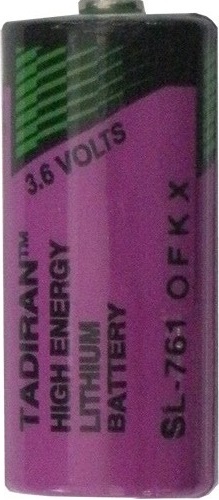 3.6 VOLTS
TADIRAN™
HIGH ENERGY
LITHIUM
BATTERY
SL-761 OFKX